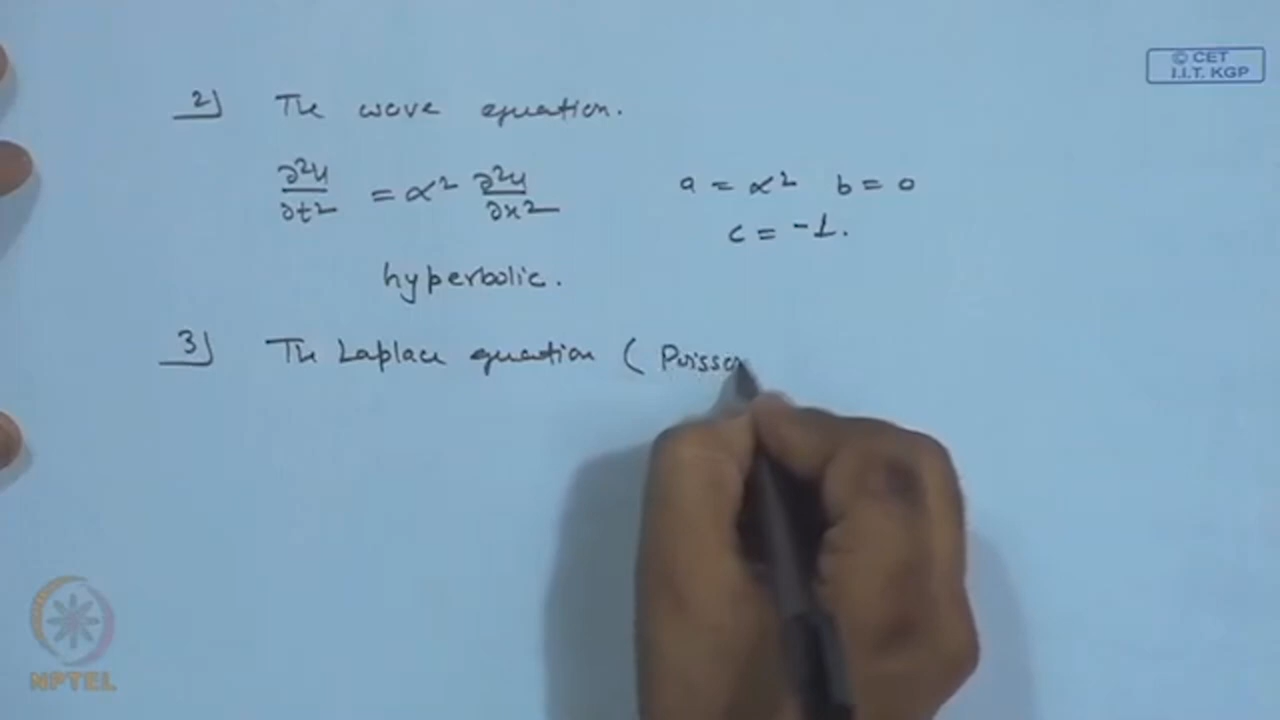 © CET
I.I.T. KGP
2) The wave equation.
∂²u/∂t² = α² ∂²u/∂x²
a = α² b = 0
c = -1.
hyperbolic.
3) The Laplace equation (Poisso
NPTEL